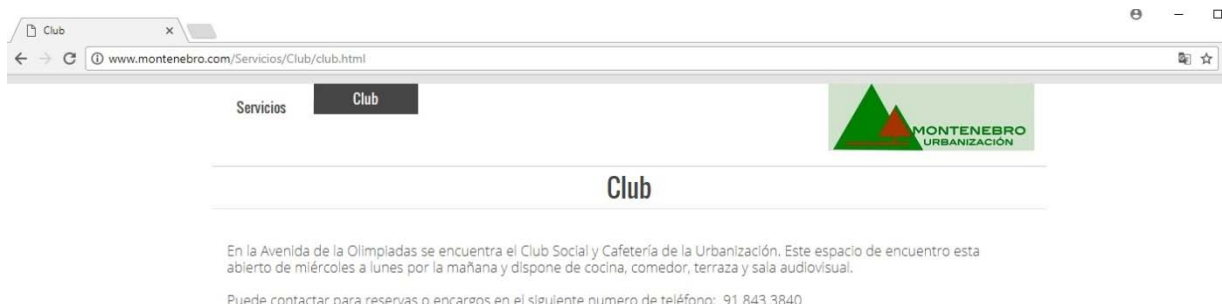 Club
www.montenebro.com/Servicios/Club/club.html
Servicios
Club
MONTENEBRO
URBANIZACIÓN
Club
En la Avenida de la Olimpiadas se encuentra el Club Social y Cafetería de la Urbanización. Este espacio de encuentro esta
abierto de miércoles a lunes por la mañana y dispone de cocina, comedor, terraza y sala audiovisual.
Puede contactar para reservas o encargos en el siguiente numero de teléfono: 91 843 3840